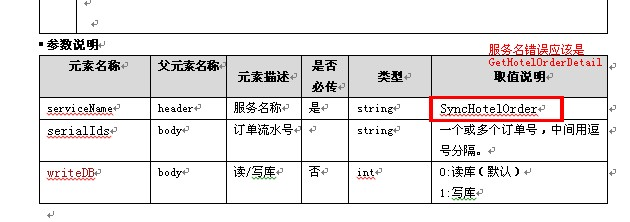 参数说明
服务名错误应该是
GetHotelOrderDetail
元素名称 父元素名称 元素描述 是否必传 类型 取值说明
serviceName header 服务名称 是 string SyncHotelOrder
serialIds body 订单流水号 string 一个或多个订单号，中间用逗
号分隔。
writeDB body 读/写库 否 int 0:读库（默认）
1:写库